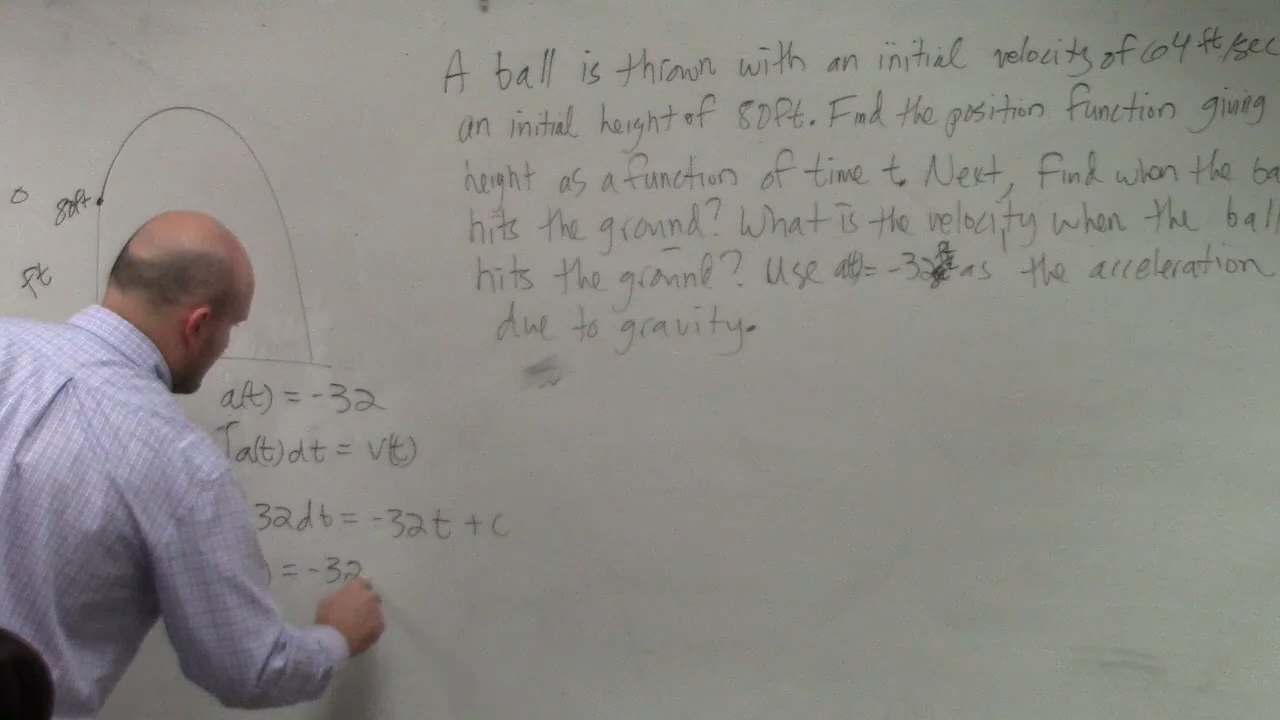 A ball is thrown with an initial velocity of 64 ft/sec
an initial height of 80ft. Find the position function giving
height as a function of time t. Next, Find when the ba
hits the ground? What is the velocity when the ball
hits the ground? Use a(t) = -32 as the acceleration
due to gravity.
0
80ft
ft
a(t) = -32
∫a(t)dt = v(t)
32dt = -32t + C
) = -32